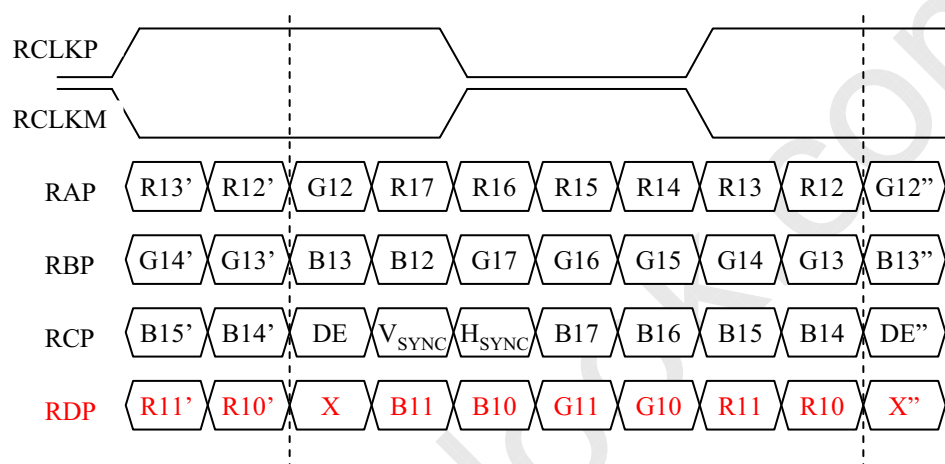 RCLKP
RCLKM
RAP R13’ R12’ G12 R17 R16 R15 R14 R13 R12 G12”
RBP G14’ G13’ B13 B12 G17 G16 G15 G14 G13 B13”
RCP B15’ B14’ DE VSYNC HSYNC B17 B16 B15 B14 DE”
RDP R11’ R10’ X B11 B10 G11 G10 R11 R10 X”